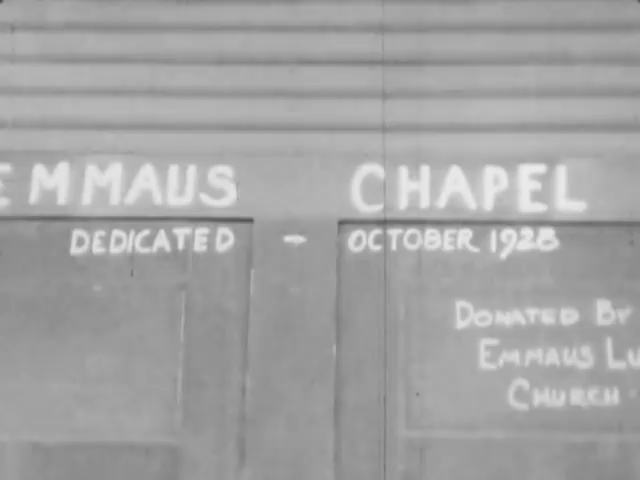 EMMAUS CHAPEL
DEDICATED - OCTOBER 1928
DONATED BY
EMMAUS LU
CHURCH